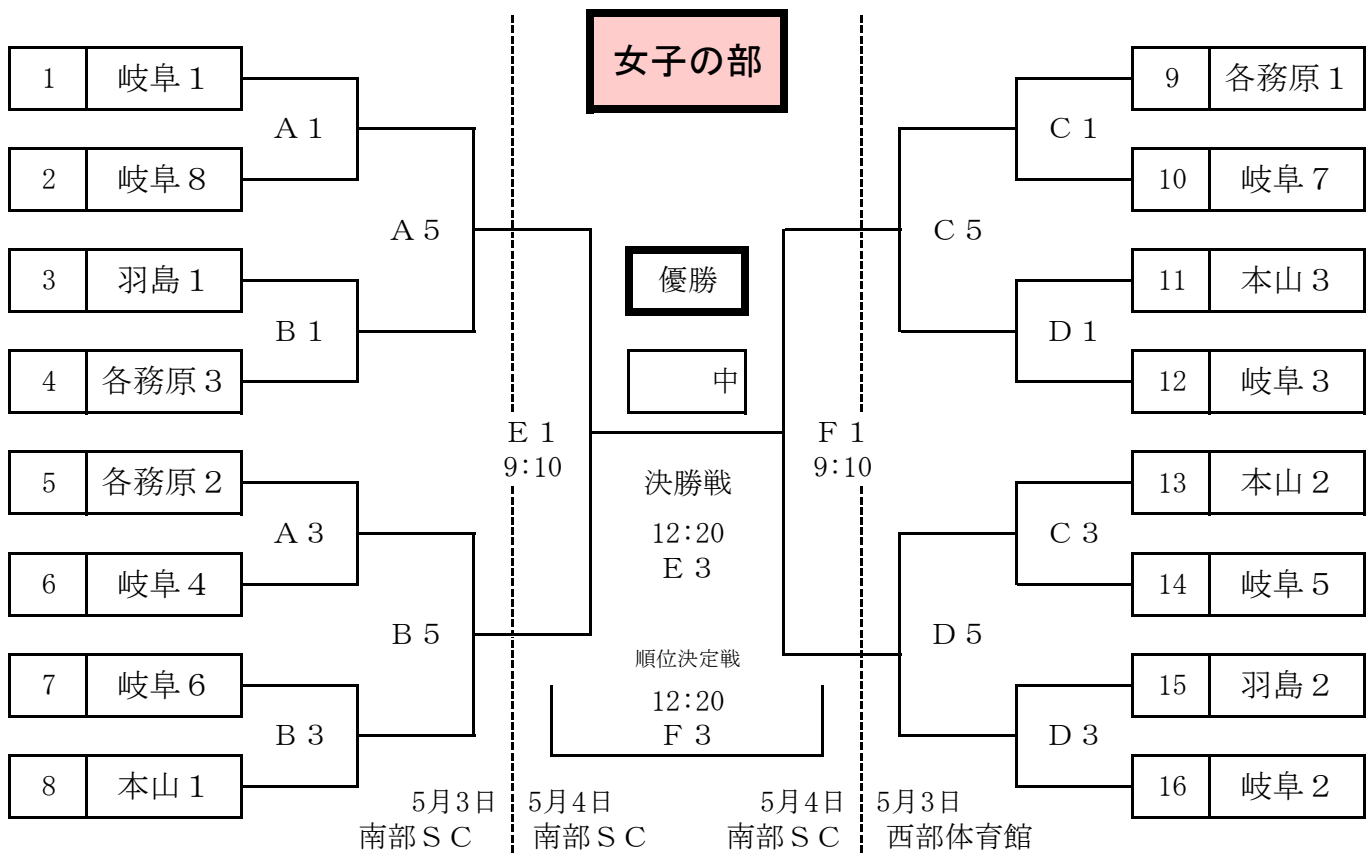 女子の部
1 岐阜１
2 岐阜８
3 羽島１
4 各務原３
5 各務原２
6 岐阜４
7 岐阜６
8 本山１
Ａ１
Ｂ１
Ａ３
Ｂ３
Ａ５
Ｂ５
Ｅ１
9:10
優勝
中
決勝戦
12:20
Ｅ３
順位決定戦
12:20
Ｆ３
Ｆ１
9:10
Ｃ５
Ｄ５
Ｃ１
Ｄ１
Ｃ３
Ｄ３
9 各務原１
10 岐阜７
11 本山３
12 岐阜３
13 本山２
14 岐阜５
15 羽島２
16 岐阜２
5月3日
南部ＳＣ
5月4日
南部ＳＣ
5月4日
南部ＳＣ
5月3日
西部体育館